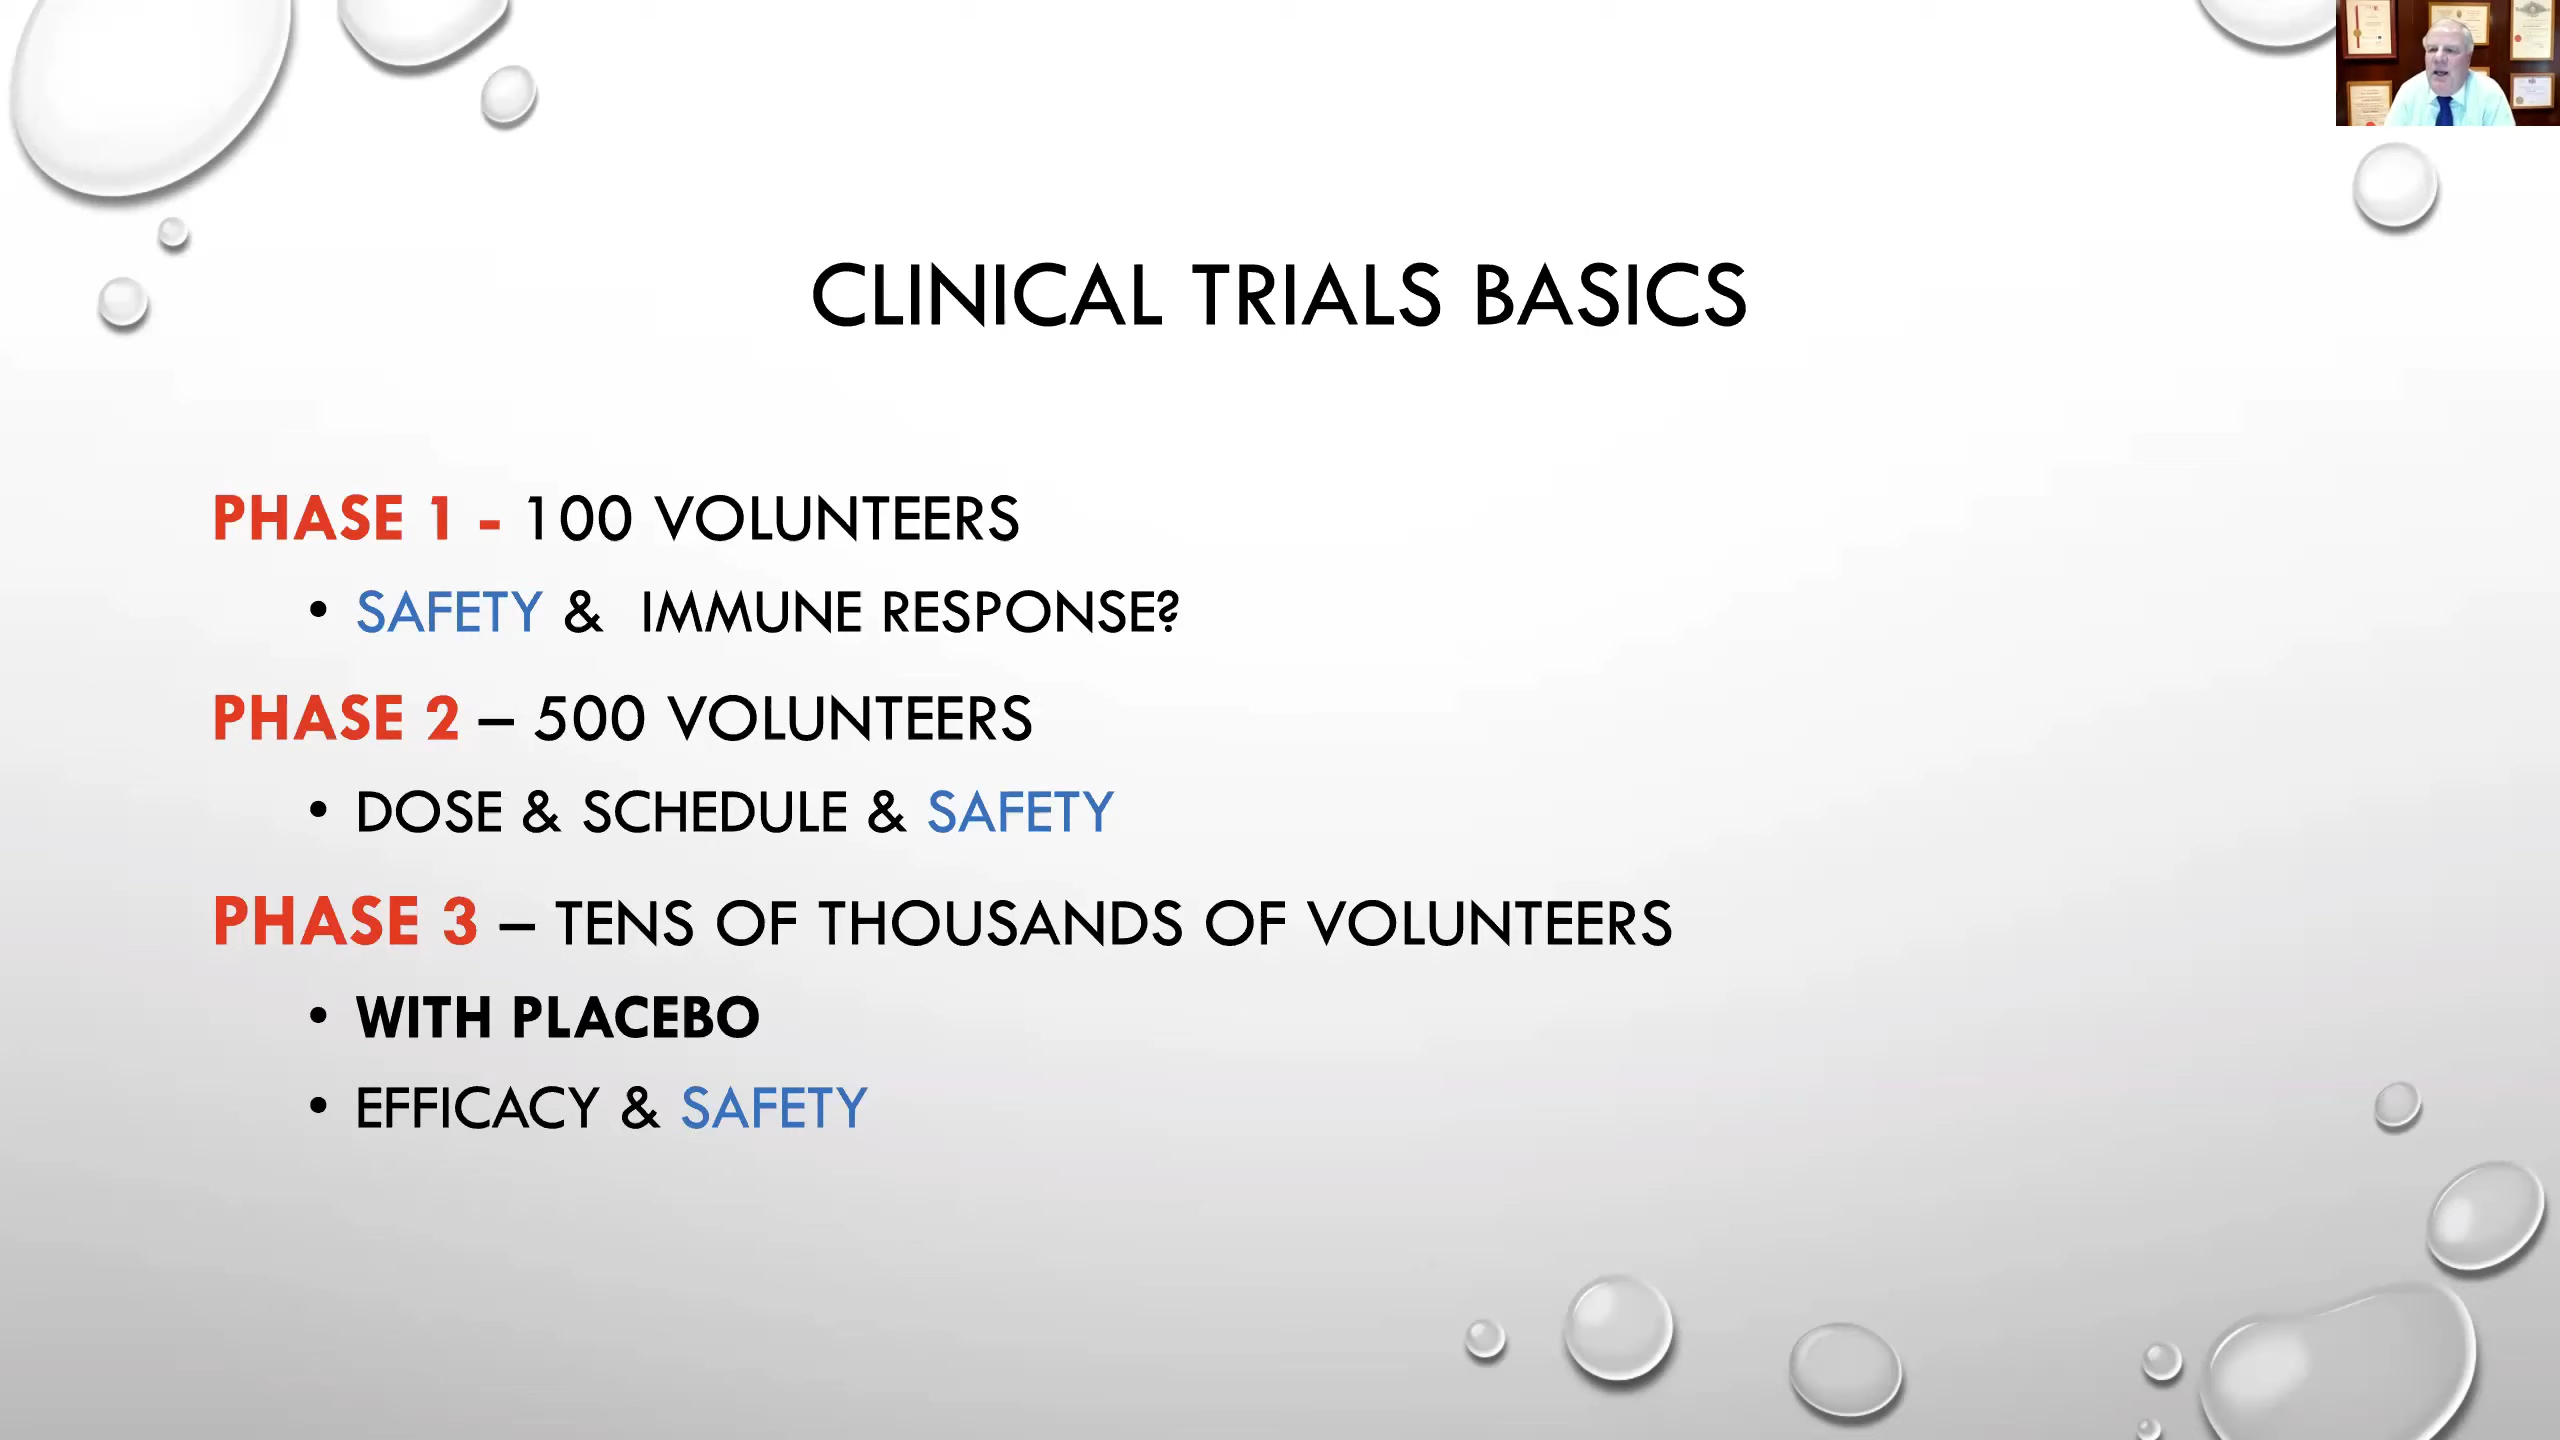 CLINICAL TRIALS BASICS
PHASE 1 - 100 VOLUNTEERS
• SAFETY & IMMUNE RESPONSE?
PHASE 2 – 500 VOLUNTEERS
• DOSE & SCHEDULE & SAFETY
PHASE 3 – TENS OF THOUSANDS OF VOLUNTEERS
• WITH PLACEBO
• EFFICACY & SAFETY